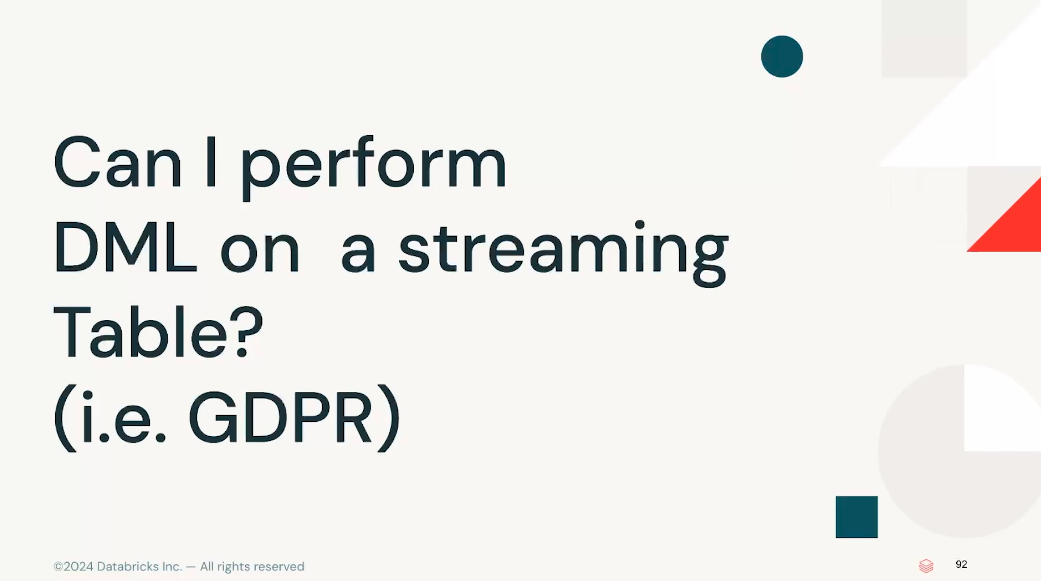 Can I perform
DML on  a streaming
Table?
(i.e. GDPR)
©2024 Databricks Inc. — All rights reserved
92